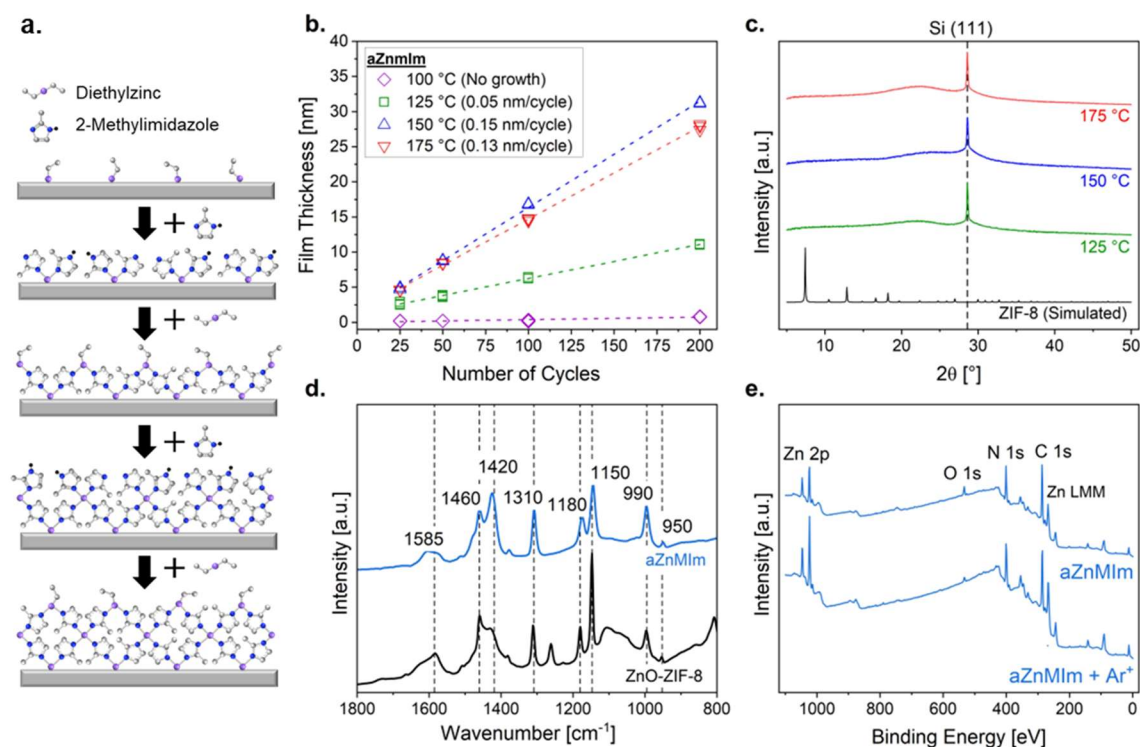 a.
Diethylzinc
2-Methylimidazole
+
+
+
+
b.
40
35
30
25
20
15
10
5
0
Film Thickness [nm]
aZnmIm
100 °C (No growth)
125 °C (0.05 nm/cycle)
150 °C (0.15 nm/cycle)
175 °C (0.13 nm/cycle)
25 50 75 100 125 150 175 200
Number of Cycles
c.
Si (111)
Intensity [a.u.]
175 °C
150 °C
125 °C
ZIF-8 (Simulated)
10 20 30 40 50
2θ [°]
d.
Intensity [a.u.]
1585
1460
1420
1310
1180
1150
990
950
aZnMIm
ZnO-ZIF-8
1800 1600 1400 1200 1000 800
Wavenumber [cm⁻¹]
e.
Intensity [a.u.]
Zn 2p
O 1s
N 1s
C 1s
Zn LMM
aZnMIm
aZnMIm + Ar⁺
1000 800 600 400 200 0
Binding Energy [eV]